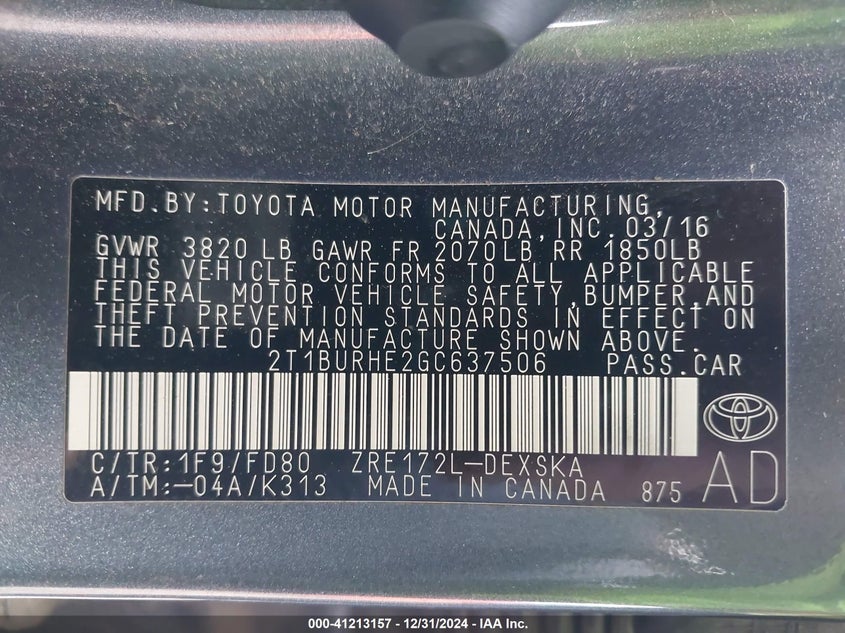 MFD.BY:TOYOTA MOTOR MANUFACTURING,
CANADA,INC. 03/16
GVWR 3820 LB GAWR FR 2070LB RR 1850LB
THIS VEHICLE CONFORMS TO ALL APPLICABLE
FEDERAL MOTOR VEHICLE SAFETY,BUMPER,AND
THEFT PREVENTION STANDARDS IN EFFECT ON
THE DATE OF MANUFACTURE SHOWN ABOVE.
2T1BURHE2GC637506 PASS.CAR
C/TR:1F9/FD80 ZRE172L-DEXSKA
A/TM:-04A/K313 MADE IN CANADA 875 AD
000-41213157 - 12/31/2024 - IAA Inc.